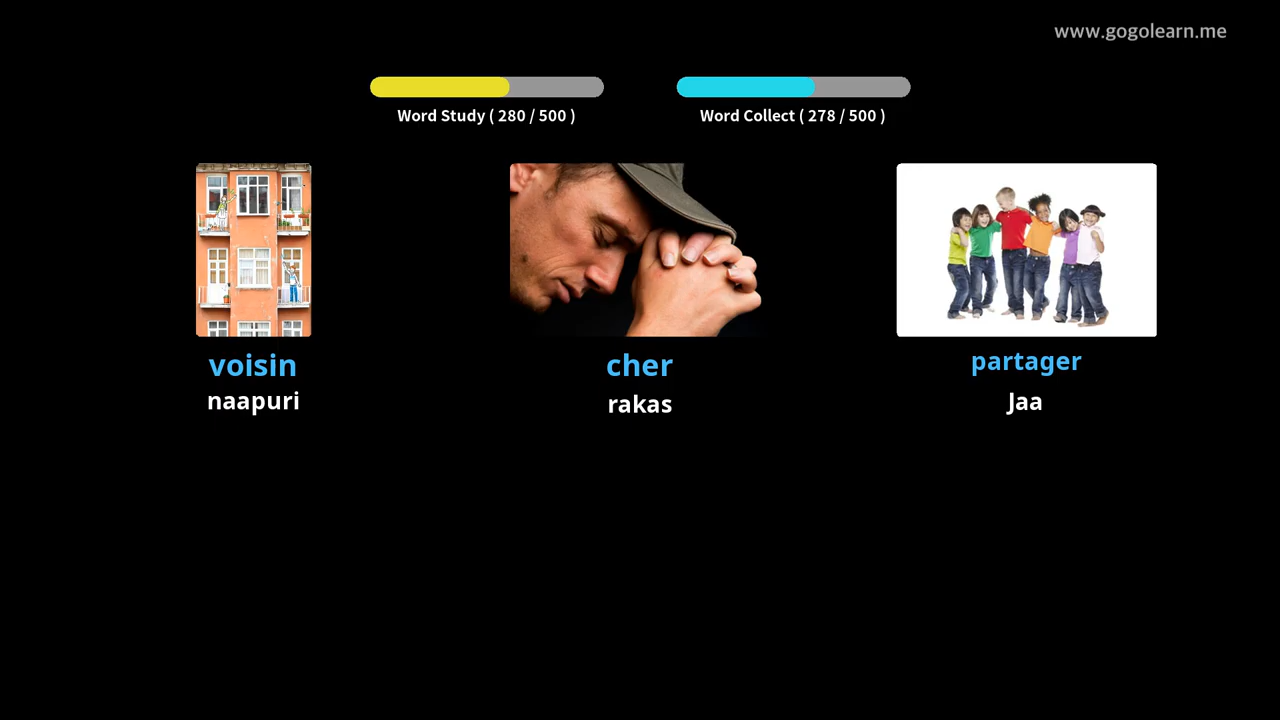 www.gogolearn.me
Word Study ( 280 / 500 )
Word Collect ( 278 / 500 )
voisin
naapuri
cher
rakas
partager
Jaa